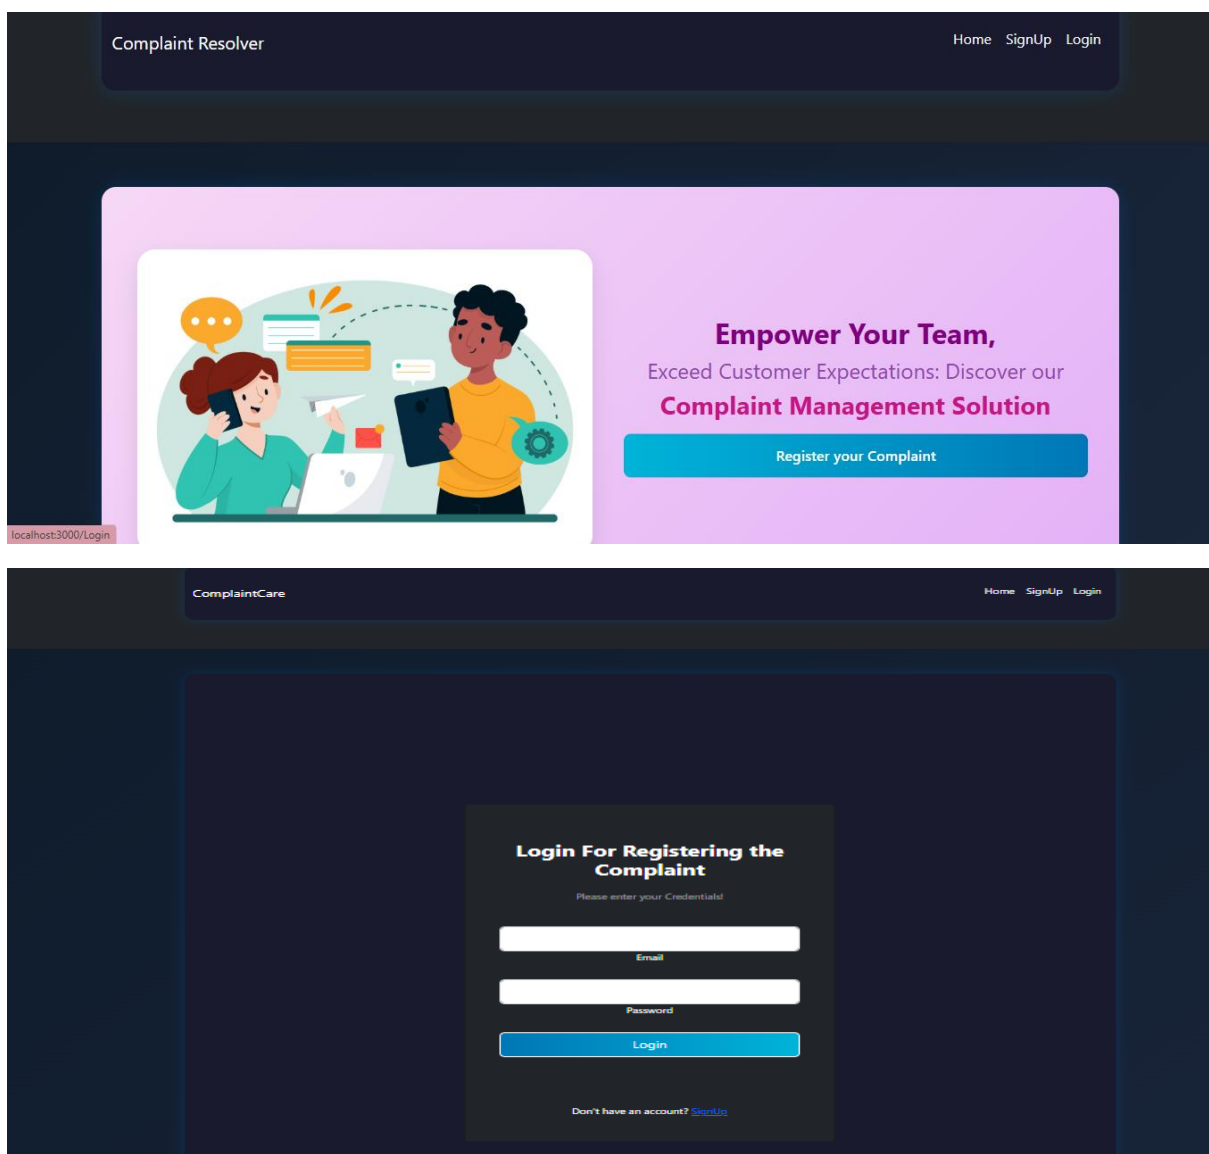 Complaint Resolver
Home SignUp Login
Empower Your Team,
Exceed Customer Expectations: Discover our
Complaint Management Solution
Register your Complaint
localhost:3000/Login
ComplaintCare
Home SignUp Login
Login For Registering the
Complaint
Please enter your Credentials!
Email
Password
Login
Don't have an account? SignUp